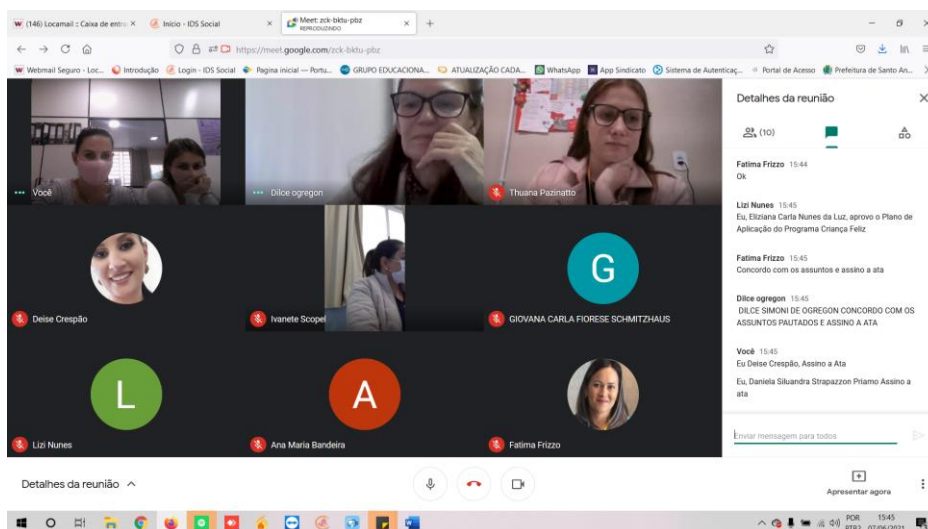 (146) Locamail :: Caixa de entra
Início - IDS Social
Meet: zck-bktu-pbz
REPRODUZINDO
https://meet.google.com/zck-bktu-pbz
Webmail Seguro - Loc...
Introdução
Login - IDS Social
Pagina inicial — Portu...
GRUPO EDUCACIONA...
ATUALIZAÇÃO CADA...
WhatsApp
App Sindicato
Sistema de Autenticaç...
Portal de Acesso
Prefeitura de Santo An...
Você
Dilce ogregon
Thuana Pazinatto
Deise Crespão
Ivanete Scopel
G
GIOVANA CARLA FIORESE SCHMITZHAUS
L
Lizi Nunes
A
Ana Maria Bandeira
Fatima Frizzo
Detalhes da reunião
(10)
Fatima Frizzo 15:44
Ok
Lizi Nunes 15:45
Eu, Eliziana Carla Nunes da Luz, aprovo o Plano de
Aplicação do Programa Criança Feliz
Fatima Frizzo 15:45
Concordo com os assuntos e assino a ata
Dilce ogregon 15:45
DILCE SIMONI DE OGREGON CONCORDO COM OS
ASSUNTOS PAUTADOS E ASSINO A ATA
Você 15:45
Eu Deise Crespão, Assino a Ata
Eu, Daniela Siluandra Strapazzon Priamo Assino a
ata
Enviar mensagem para todos
Detalhes da reunião
Apresentar agora
POR 15:45
PTB2 07/06/2021